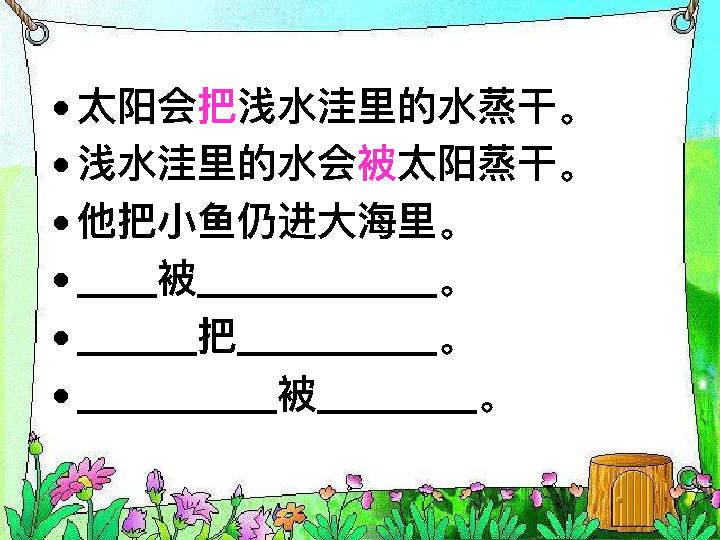 • 太阳会把浅水洼里的水蒸干。
• 浅水洼里的水会被太阳蒸干。
• 他把小鱼仍进大海里。
• ____被____________。
• ______把__________。
• __________被________。